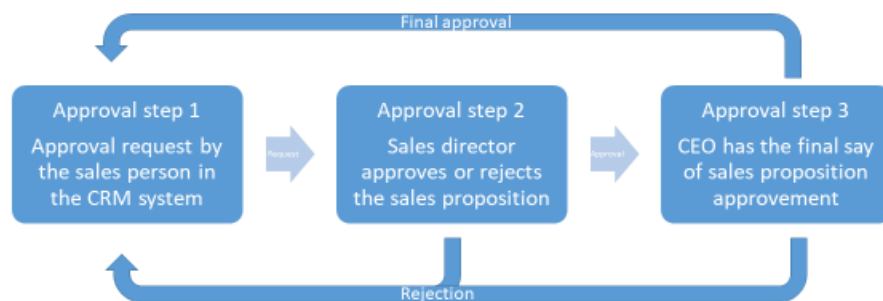 Final approval
Approval step 1
Approval request by
the sales person in
the CRM system
Request
Approval step 2
Sales director
approves or rejects
the sales proposition
Approval
Approval step 3
CEO has the final say
of sales proposition
approvement
Rejection